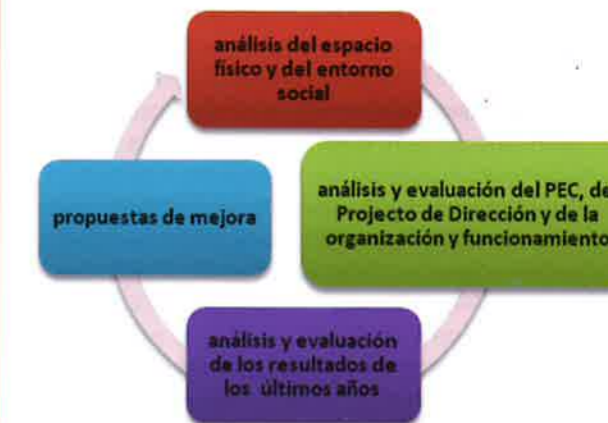 análisis del espacio
físico y del entorno
social
análisis y evaluación del PEC, de
Projecto de Dirección y de la
organización y funcionamiento
análisis y evaluación
de los resultados de
los últimos años
propuestas de mejora